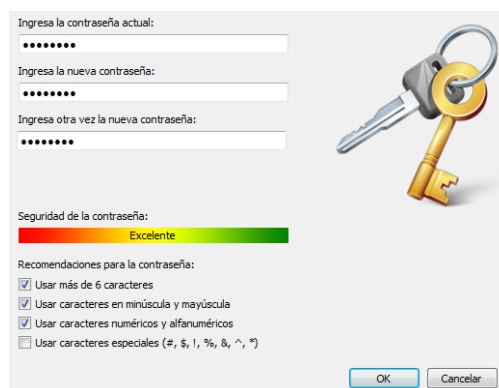 Ingresa la contraseña actual:
●●●●●●●●
Ingresa la nueva contraseña:
●●●●●●●●
Ingresa otra vez la nueva contraseña:
●●●●●●●●
Seguridad de la contraseña:
Excelente
Recomendaciones para la contraseña:
Usar más de 6 caracteres
Usar caracteres en minúscula y mayúscula
Usar caracteres numéricos y alfanuméricos
Usar caracteres especiales (#, $, !, %, &, ^, *)
OK Cancelar